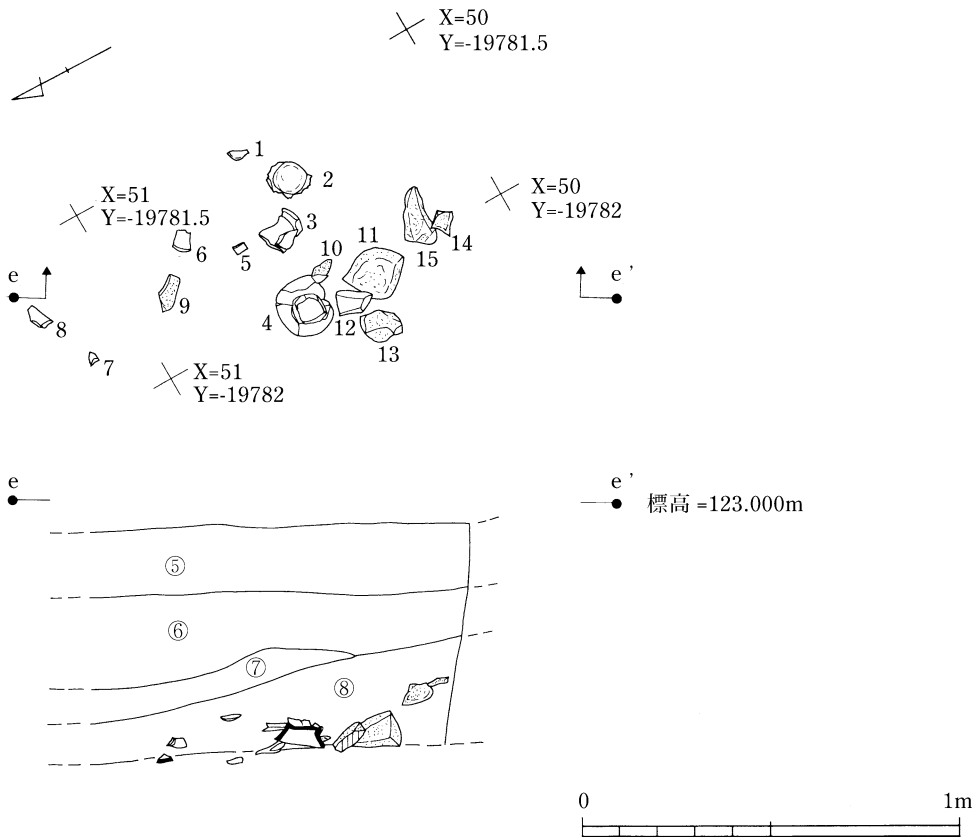 X=50
Y=-19781.5
1
2
X=51
Y=-19781.5
X=50
Y=-19782
3
14
6
5
10
11
15
e
e '
9
4
12
8
13
7
X=51
Y=-19782
e
e '
標高 =123.000m
⑤
⑥
⑦
⑧
0
1m